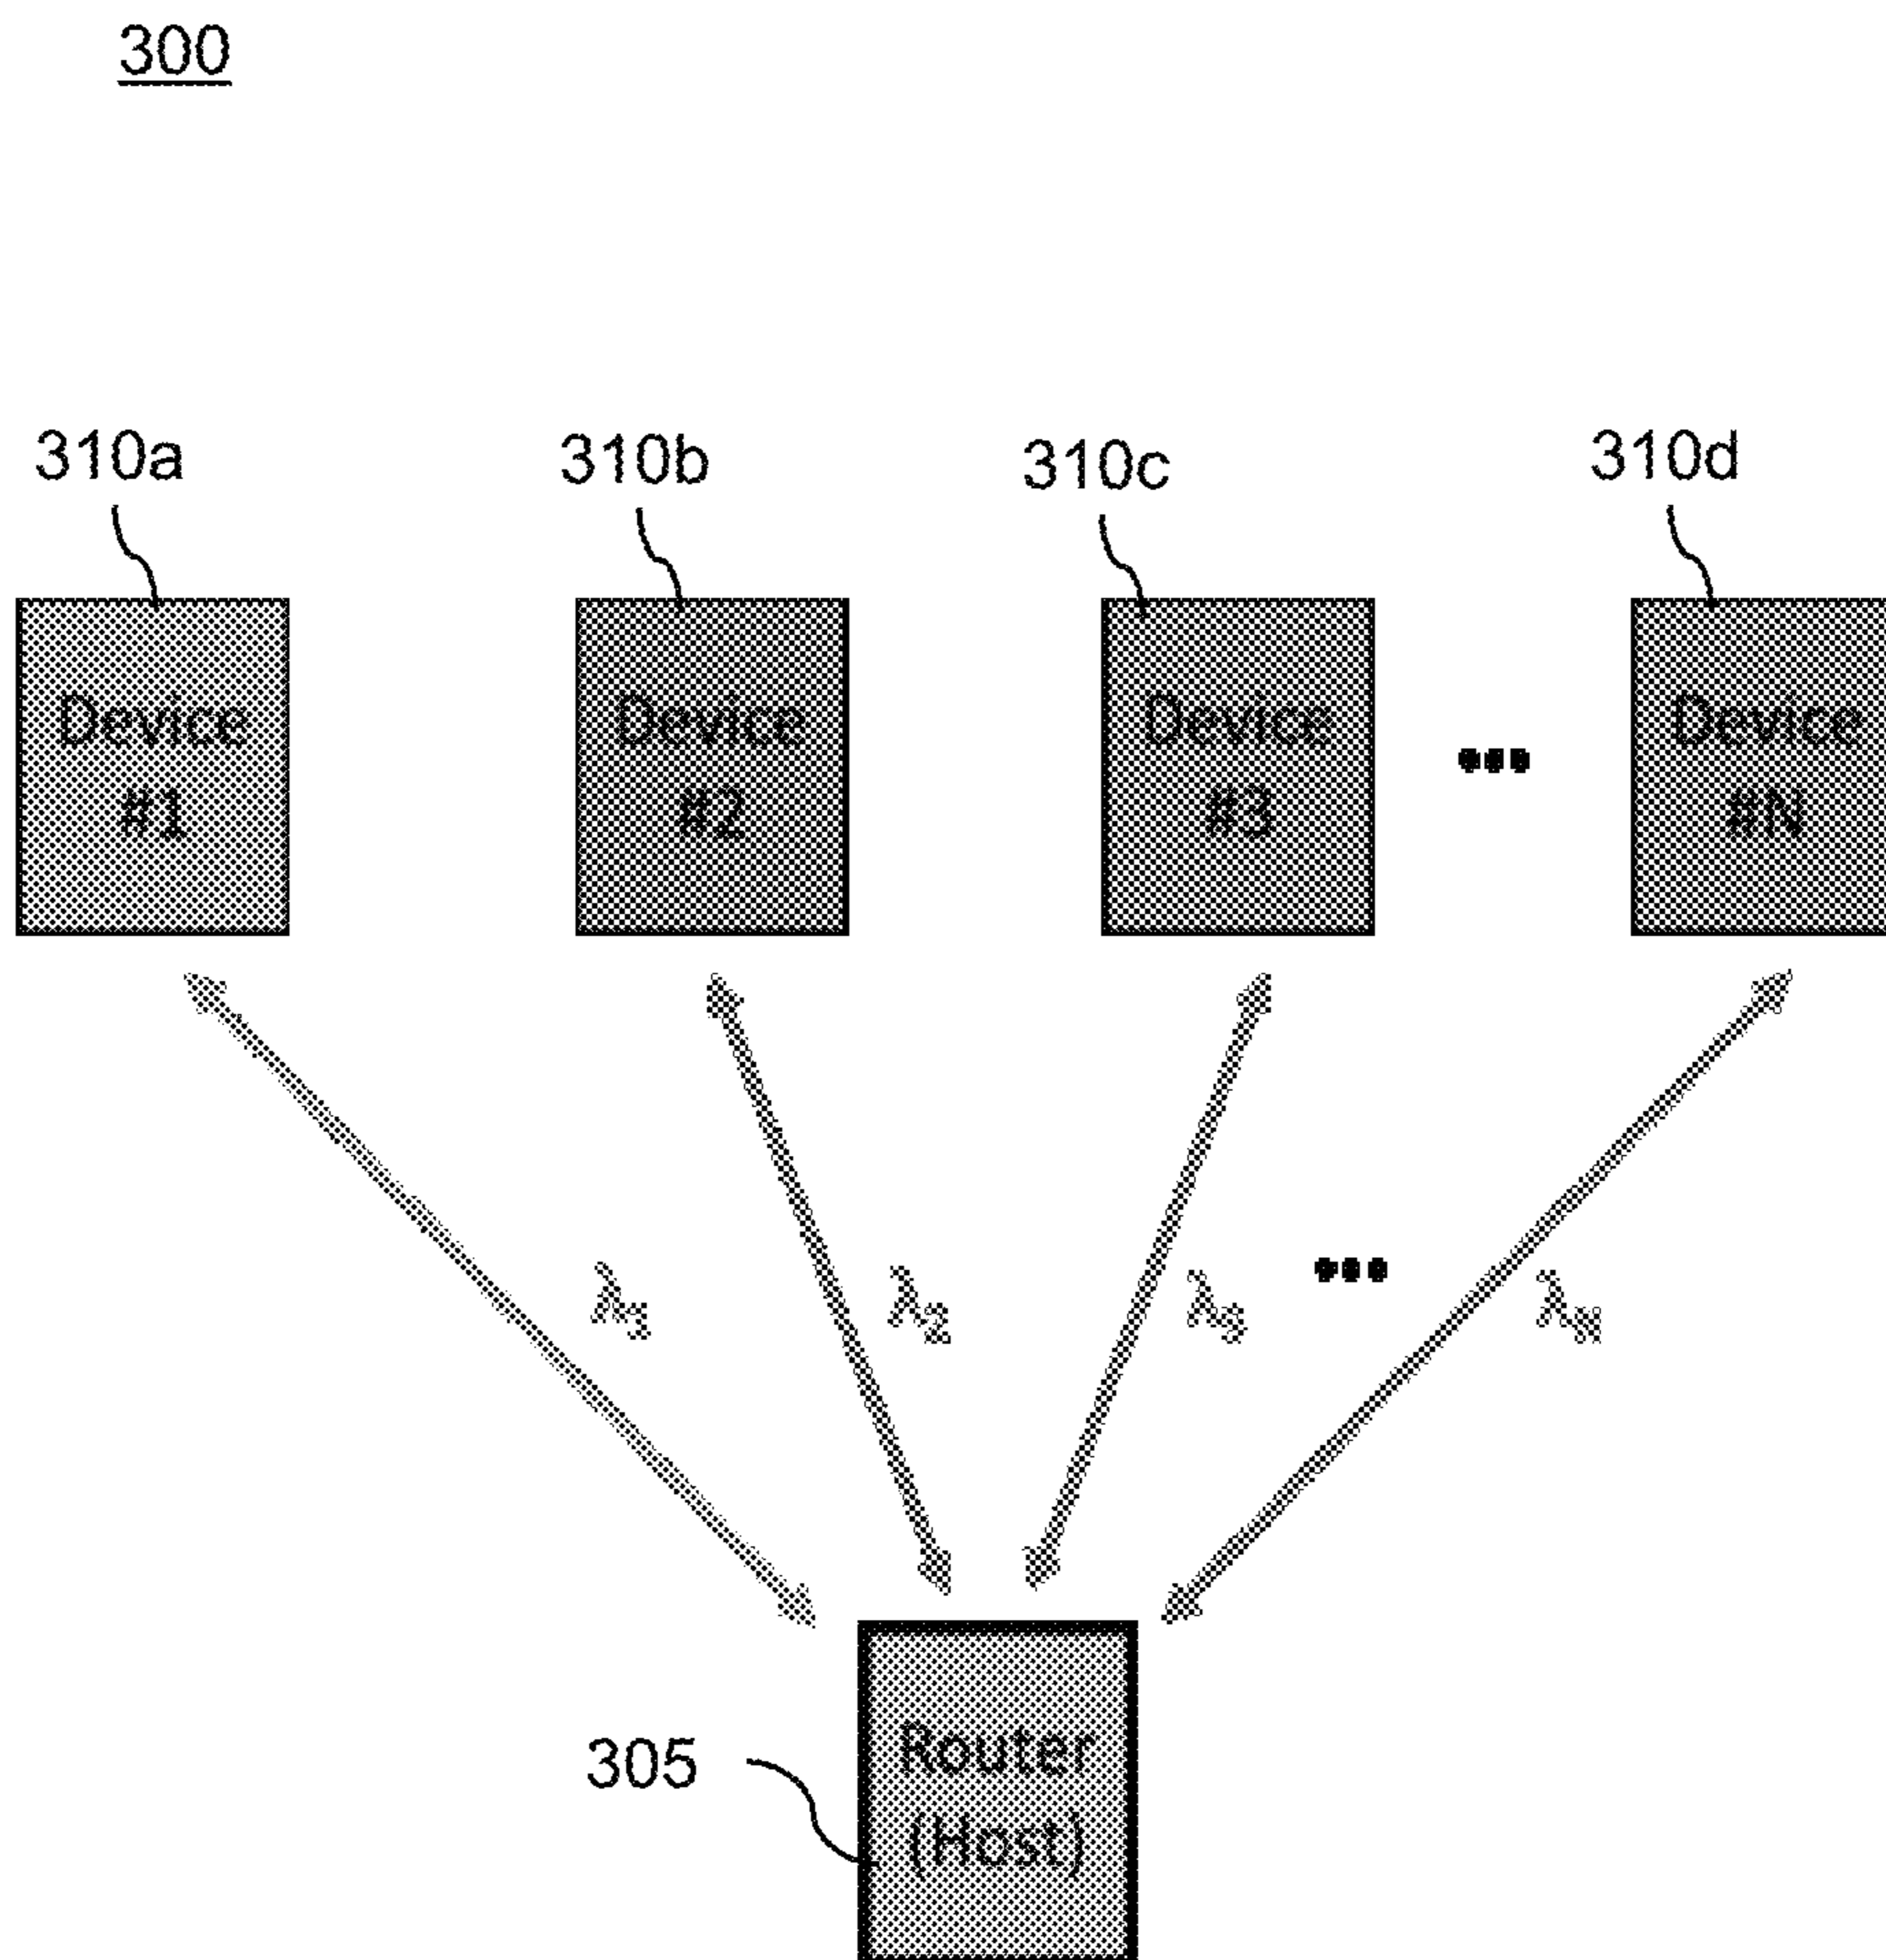 300
310a
310b
310c
310d
Device
#1
Device
#2
Device
#3
•••
Device
#N
λ1
λ2
λ3
•••
λN
305
Router
(Host)